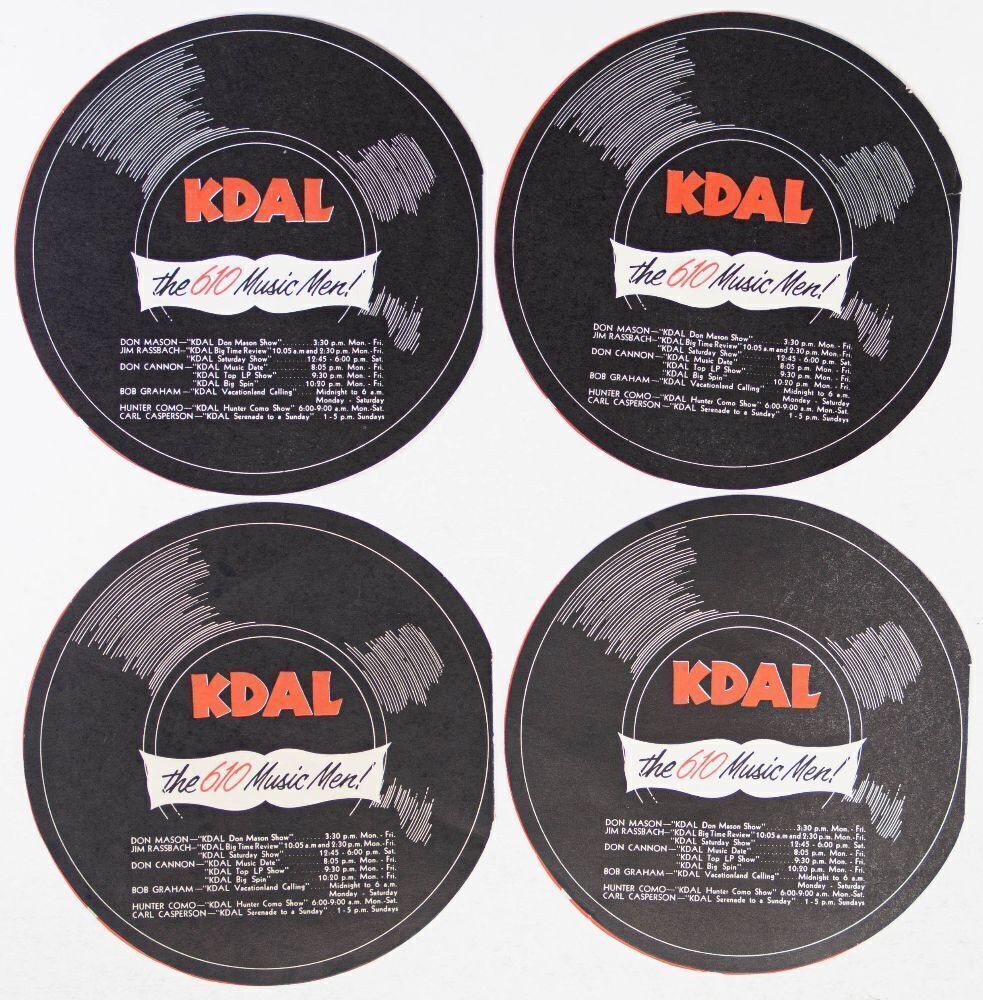 KDAL
the 610 Music Men!
DON MASON—"KDAL Don Mason Show" ...... 3:30 p.m. Mon. - Fri.
JIM RASSBACH—"KDAL Big Time Review" 10:05 a.m and 2:30 p.m. Mon. - Fri.
"KDAL Saturday Show" ...... 12:45 - 6:00 p.m. Sat.
DON CANNON—"KDAL Music Date" ...... 8:05 p.m. Mon. - Fri.
"KDAL Top LP Show" ...... 9:30 p.m. Mon. - Fri.
"KDAL Big Spin" ...... 10:20 p.m. Mon. - Fri.
BOB GRAHAM—"KDAL Vacationland Calling" .... Midnight to 6 a.m.
Monday - Saturday
HUNTER COMO—"KDAL Hunter Como Show" 6:00-9:00 a.m. Mon.-Sat.
CARL CASPERSON—"KDAL Serenade to a Sunday" . 1 - 5 p.m. Sundays
KDAL
the 610 Music Men!
DON MASON—"KDAL Don Mason Show" ...... 3:30 p.m. Mon. - Fri.
JIM RASSBACH—"KDAL Big Time Review" 10:05 a.m and 2:30 p.m. Mon. - Fri.
"KDAL Saturday Show" ...... 12:45 - 6:00 p.m. Sat.
DON CANNON—"KDAL Music Date" ...... 8:05 p.m. Mon. - Fri.
"KDAL Top LP Show" ...... 9:30 p.m. Mon. - Fri.
"KDAL Big Spin" ...... 10:20 p.m. Mon. - Fri.
BOB GRAHAM—"KDAL Vacationland Calling" .... Midnight to 6 a.m.
Monday - Saturday
HUNTER COMO—"KDAL Hunter Como Show" 6:00-9:00 a.m. Mon.-Sat.
CARL CASPERSON—"KDAL Serenade to a Sunday" . 1 - 5 p.m. Sundays
KDAL
the 610 Music Men!
DON MASON—"KDAL Don Mason Show" ...... 3:30 p.m. Mon. - Fri.
JIM RASSBACH—"KDAL Big Time Review" 10:05 a.m and 2:30 p.m. Mon. - Fri.
"KDAL Saturday Show" ...... 12:45 - 6:00 p.m. Sat.
DON CANNON—"KDAL Music Date" ...... 8:05 p.m. Mon. - Fri.
"KDAL Top LP Show" ...... 9:30 p.m. Mon. - Fri.
"KDAL Big Spin" ...... 10:20 p.m. Mon. - Fri.
BOB GRAHAM—"KDAL Vacationland Calling" .... Midnight to 6 a.m.
Monday - Saturday
HUNTER COMO—"KDAL Hunter Como Show" 6:00-9:00 a.m. Mon.-Sat.
CARL CASPERSON—"KDAL Serenade to a Sunday" . 1 - 5 p.m. Sundays
KDAL
the 610 Music Men!
DON MASON—"KDAL Don Mason Show" ...... 3:30 p.m. Mon. - Fri.
JIM RASSBACH—"KDAL Big Time Review" 10:05 a.m and 2:30 p.m. Mon. - Fri.
"KDAL Saturday Show" ...... 12:45 - 6:00 p.m. Sat.
DON CANNON—"KDAL Music Date" ...... 8:05 p.m. Mon. - Fri.
"KDAL Top LP Show" ...... 9:30 p.m. Mon. - Fri.
"KDAL Big Spin" ...... 10:20 p.m. Mon. - Fri.
BOB GRAHAM—"KDAL Vacationland Calling" .... Midnight to 6 a.m.
Monday - Saturday
HUNTER COMO—"KDAL Hunter Como Show" 6:00-9:00 a.m. Mon.-Sat.
CARL CASPERSON—"KDAL Serenade to a Sunday" . 1 - 5 p.m. Sundays